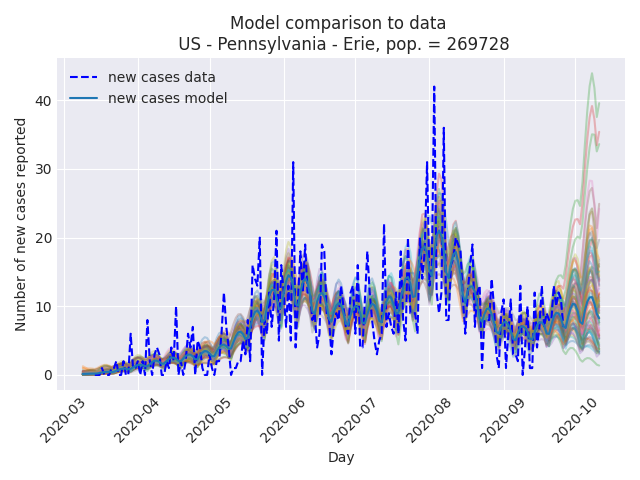 Model comparison to data
US - Pennsylvania - Erie, pop. = 269728
new cases data
new cases model
Number of new cases reported
40
30
20
10
0
2020-03
2020-04
2020-05
2020-06
2020-07
2020-08
2020-09
2020-10
Day